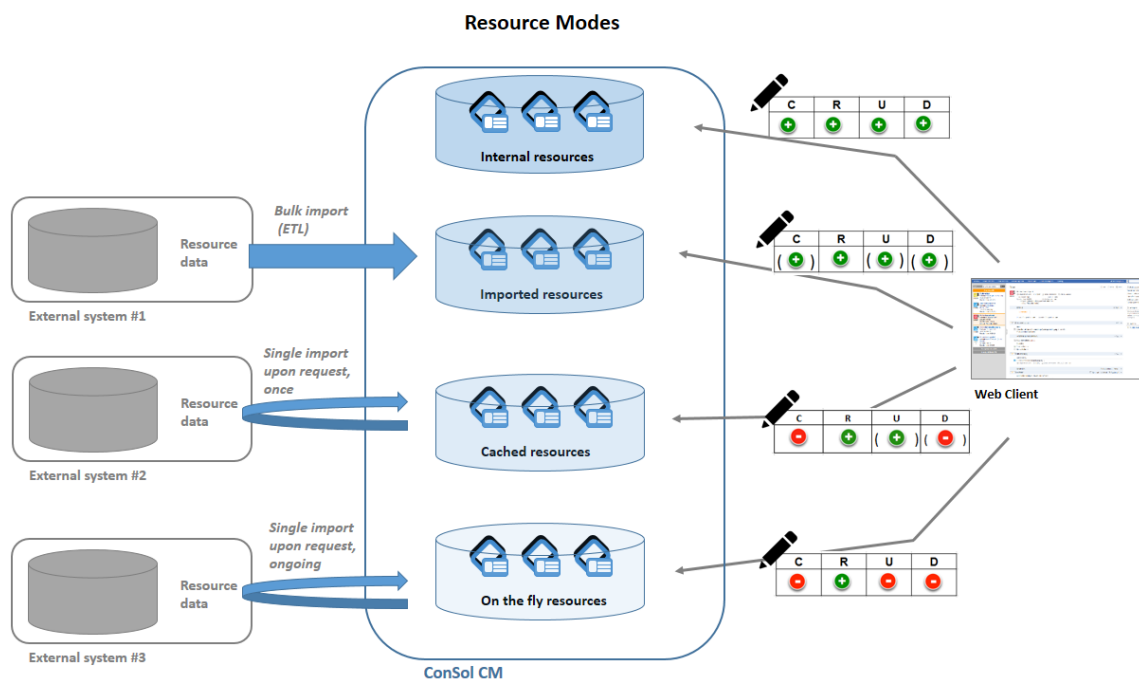 Resource Modes
C R U D
+ + + +
Internal resources
Bulk import
(ETL)
Resource
data
External system #1
C R U D
(+) + (+) (+)
Imported resources
Web Client
Single import
upon request,
once
Resource
data
External system #2
C R U D
- + (+) (-)
Cached resources
Single import
upon request,
ongoing
Resource
data
External system #3
C R U D
- + - -
On the fly resources
ConSol CM